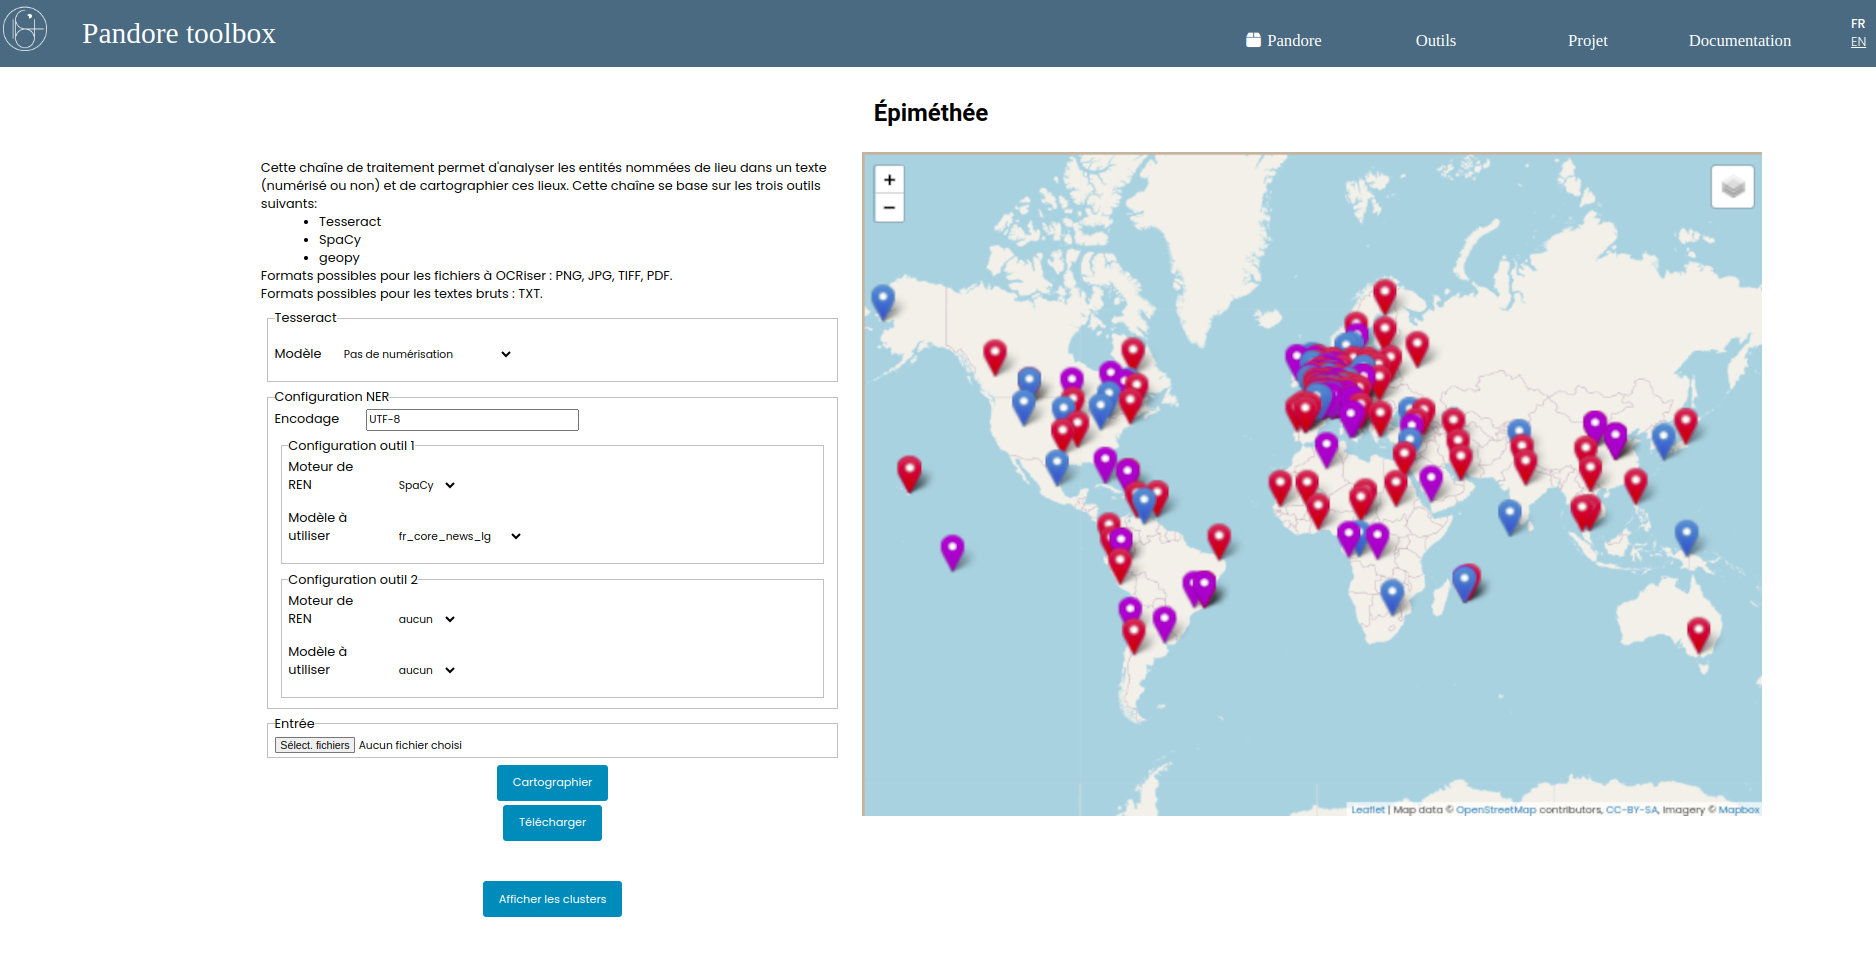 Pandore toolbox
Pandore
Outils
Projet
Documentation
FR
EN
Épiméthée
Cette chaîne de traitement permet d'analyser les entités nommées de lieu dans un texte
(numérisé ou non) et de cartographier ces lieux. Cette chaîne se base sur les trois outils
suivants:
• Tesseract
• SpaCy
• geopy
Formats possibles pour les fichiers à OCRiser : PNG, JPG, TIFF, PDF.
Formats possibles pour les textes bruts : TXT.
Tesseract
Modèle Pas de numérisation
Configuration NER
Encodage UTF-8
Configuration outil 1
Moteur de
REN SpaCy
Modèle à
utiliser fr_core_news_lg
Configuration outil 2
Moteur de
REN aucun
Modèle à
utiliser aucun
Entrée
Sélect. fichiers Aucun fichier choisi
Cartographier
Télécharger
Afficher les clusters
+
−
Leaflet | Map data © OpenStreetMap contributors, CC-BY-SA, Imagery © Mapbox